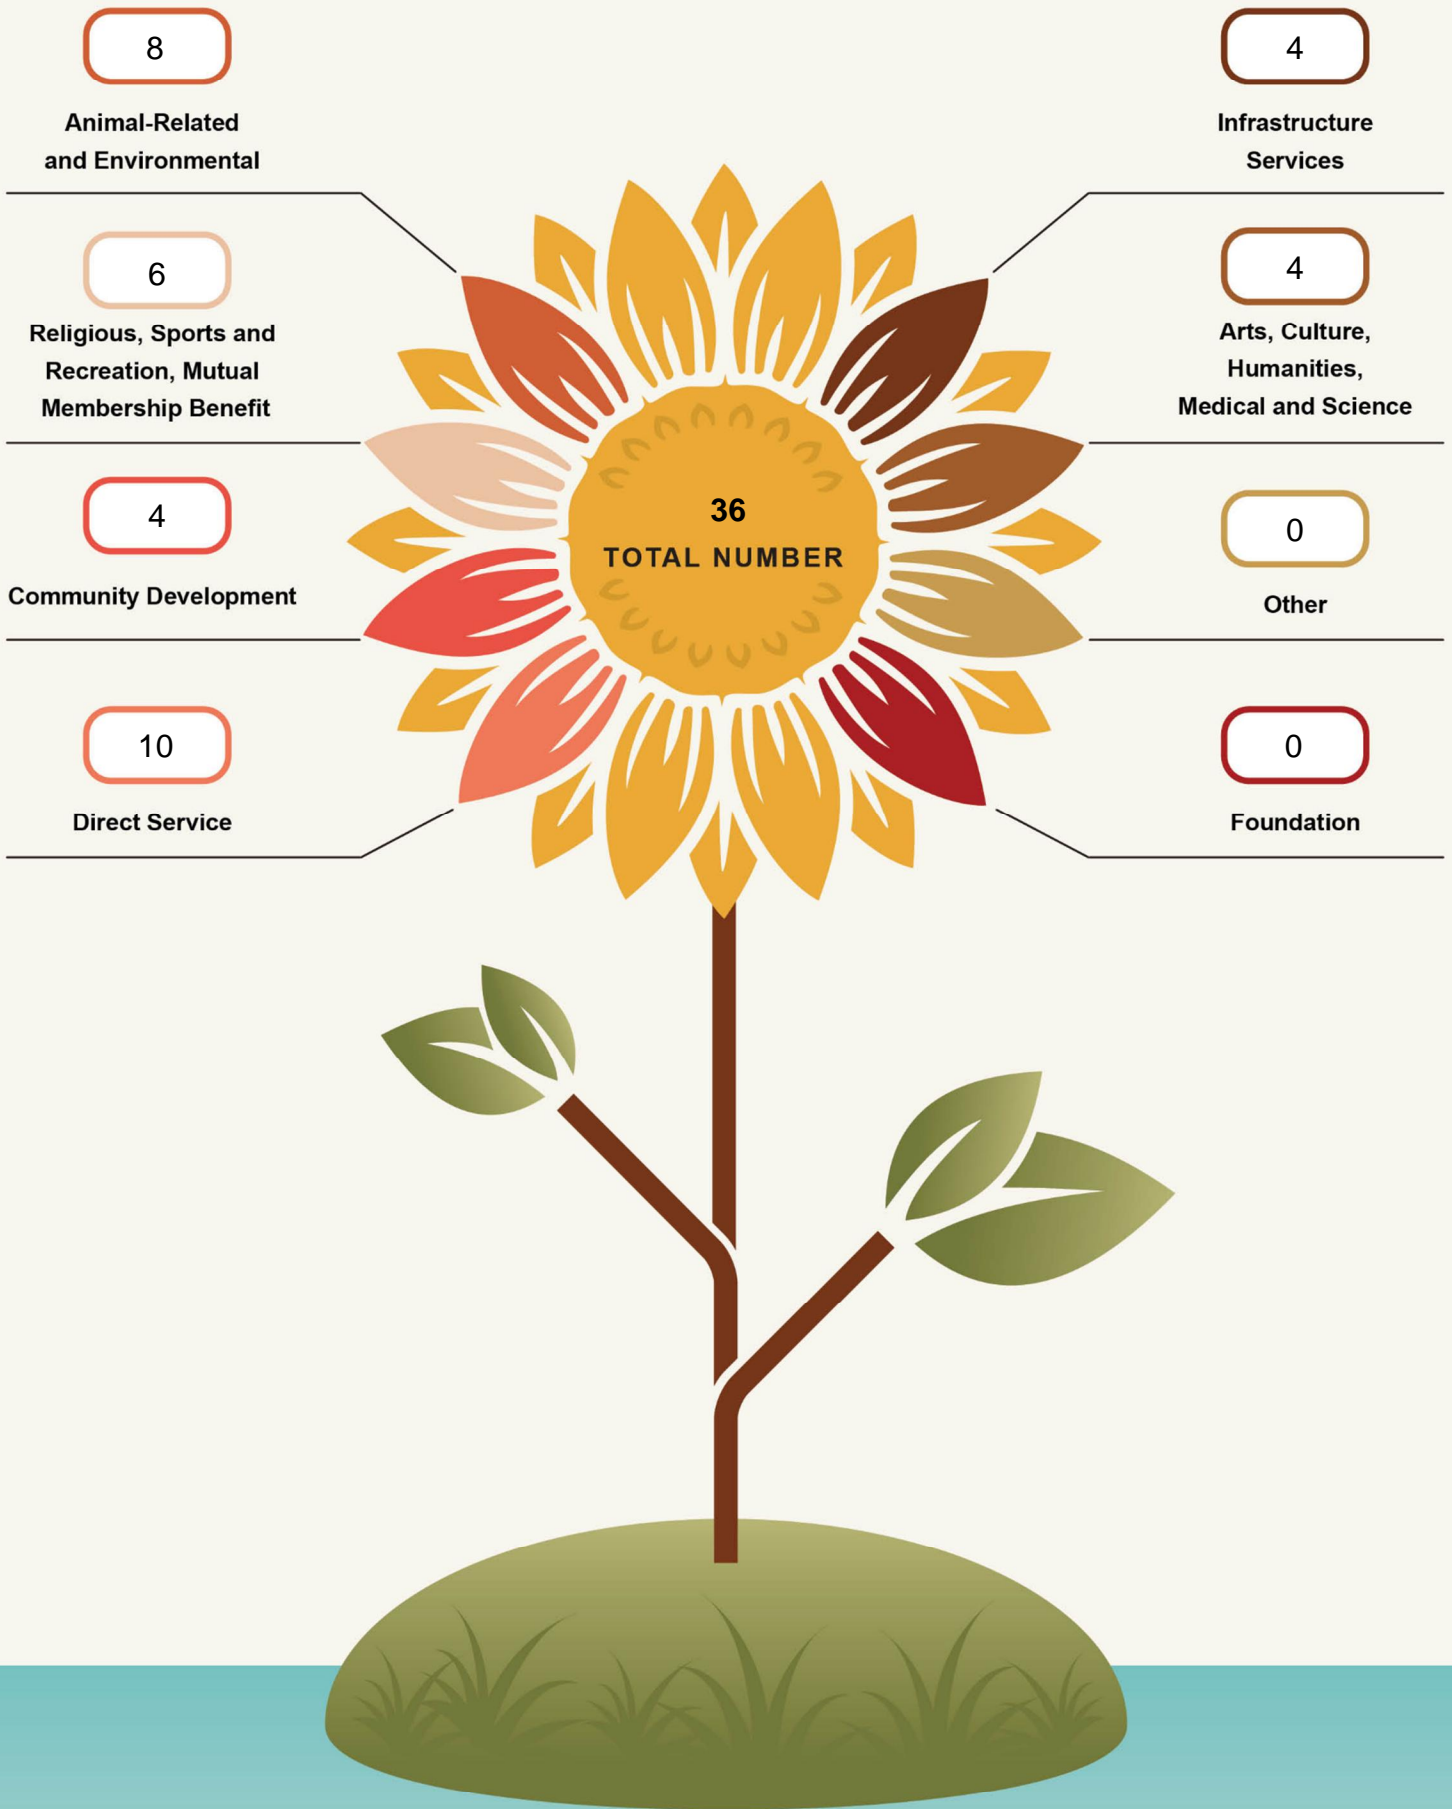 8
Animal-Related
and Environmental
6
Religious, Sports and
Recreation, Mutual
Membership Benefit
4
Community Development
10
Direct Service
36
TOTAL NUMBER
4
Infrastructure
Services
4
Arts, Culture,
Humanities,
Medical and Science
0
Other
0
Foundation